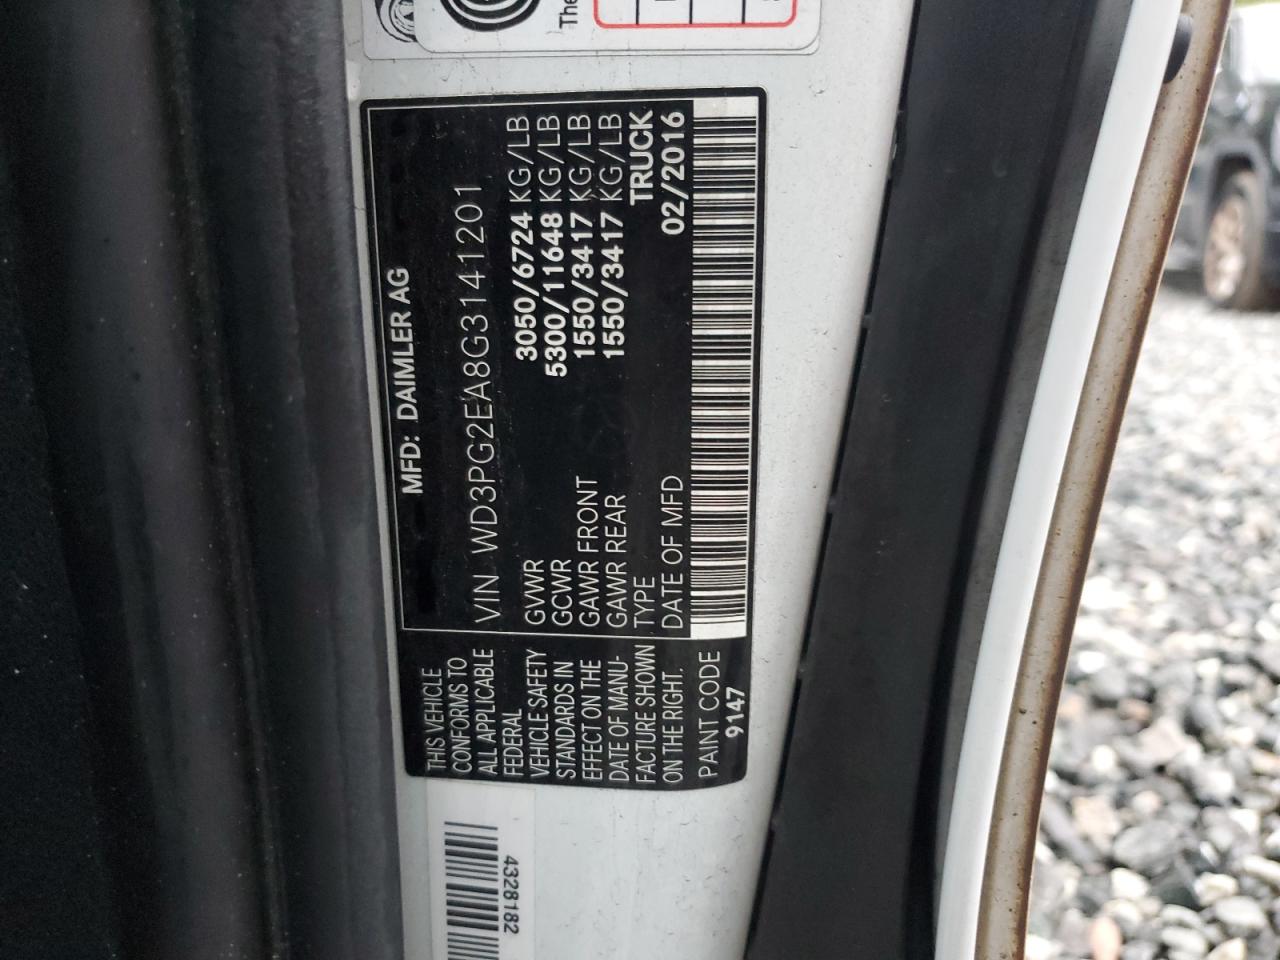 The
MFD: DAIMLER AG
VIN WD3PG2EA8G3141201
GVWR 3050/6724 KG/LB
GCWR 5300/11648 KG/LB
GAWR FRONT 1550/3417 KG/LB
GAWR REAR 1550/3417 KG/LB
TYPE TRUCK
DATE OF MFD 02/2016
THIS VEHICLE
CONFORMS TO
ALL APPLICABLE
FEDERAL
VEHICLE SAFETY
STANDARDS IN
EFFECT ON THE
DATE OF MANU-
FACTURE SHOWN
ON THE RIGHT.
PAINT CODE
9147
4328182